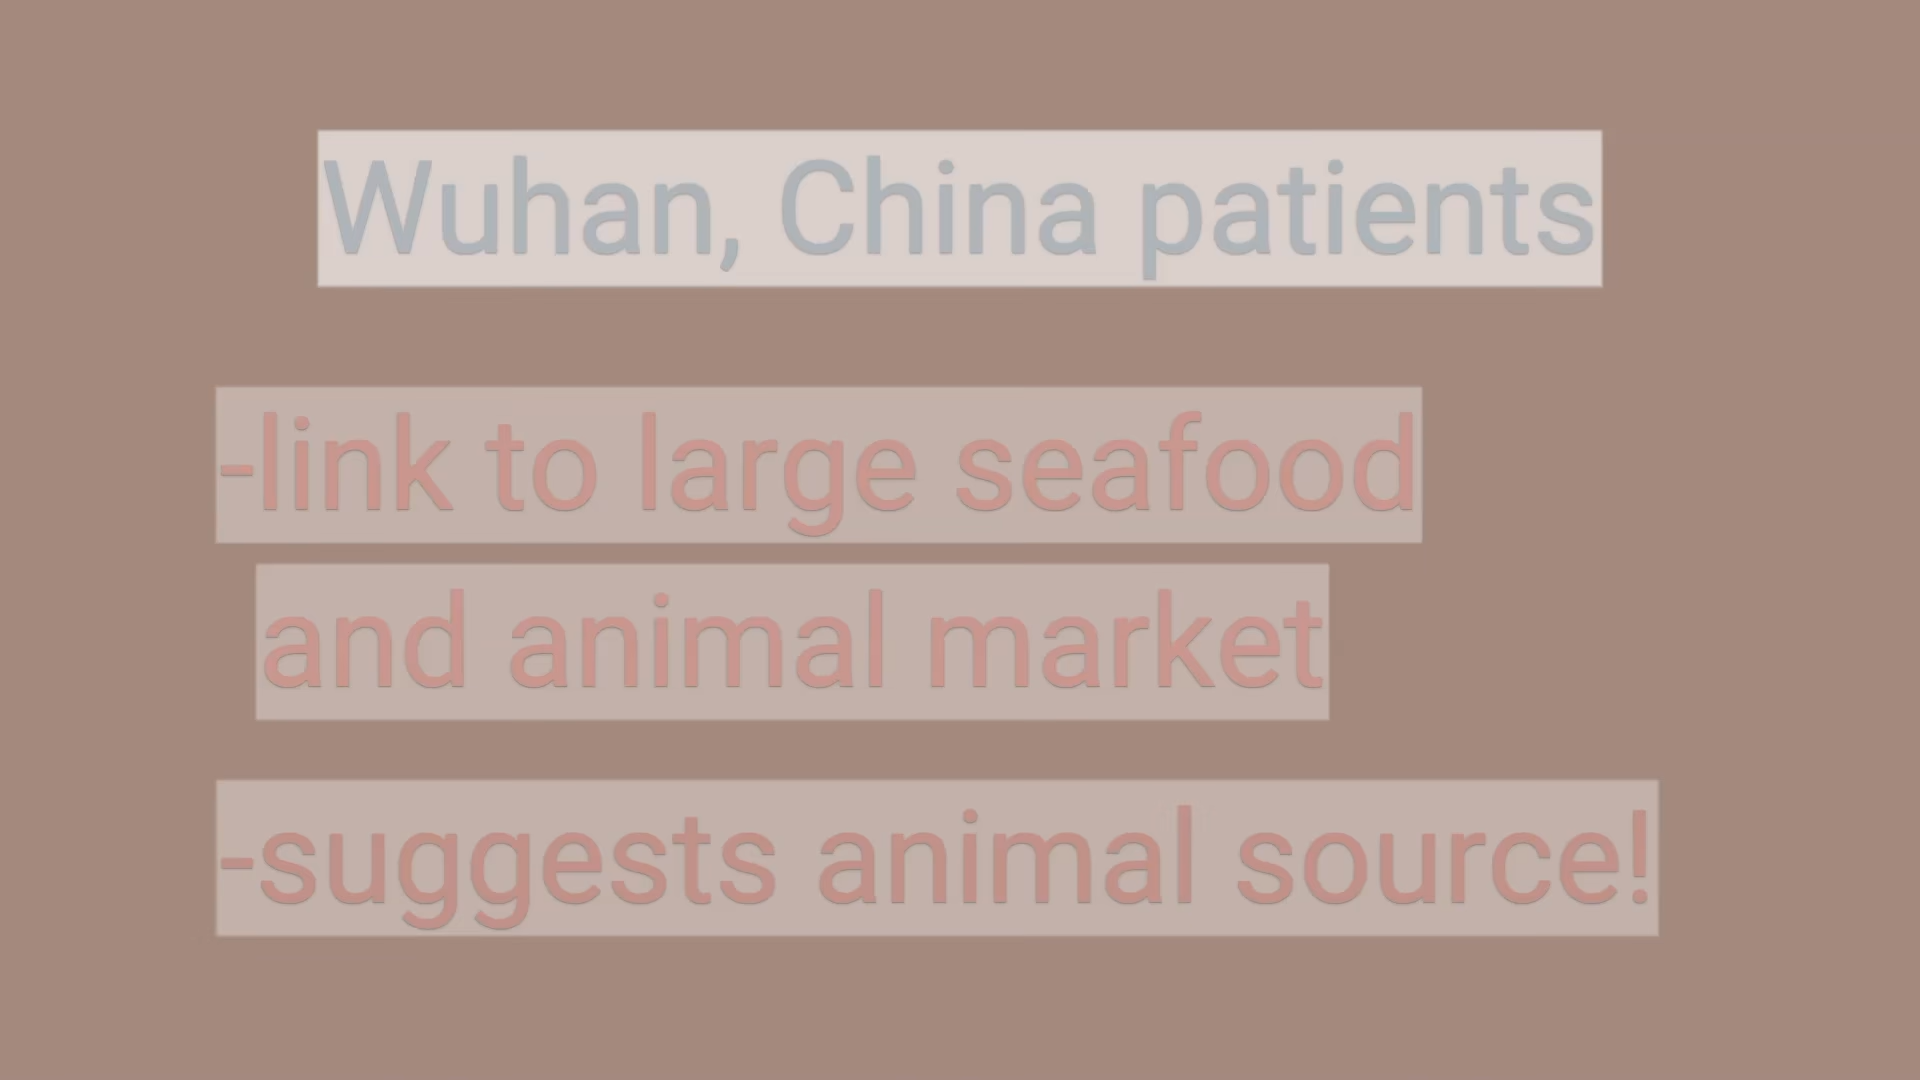 Wuhan, China patients
-link to large seafood
and animal market
-suggests animal source!